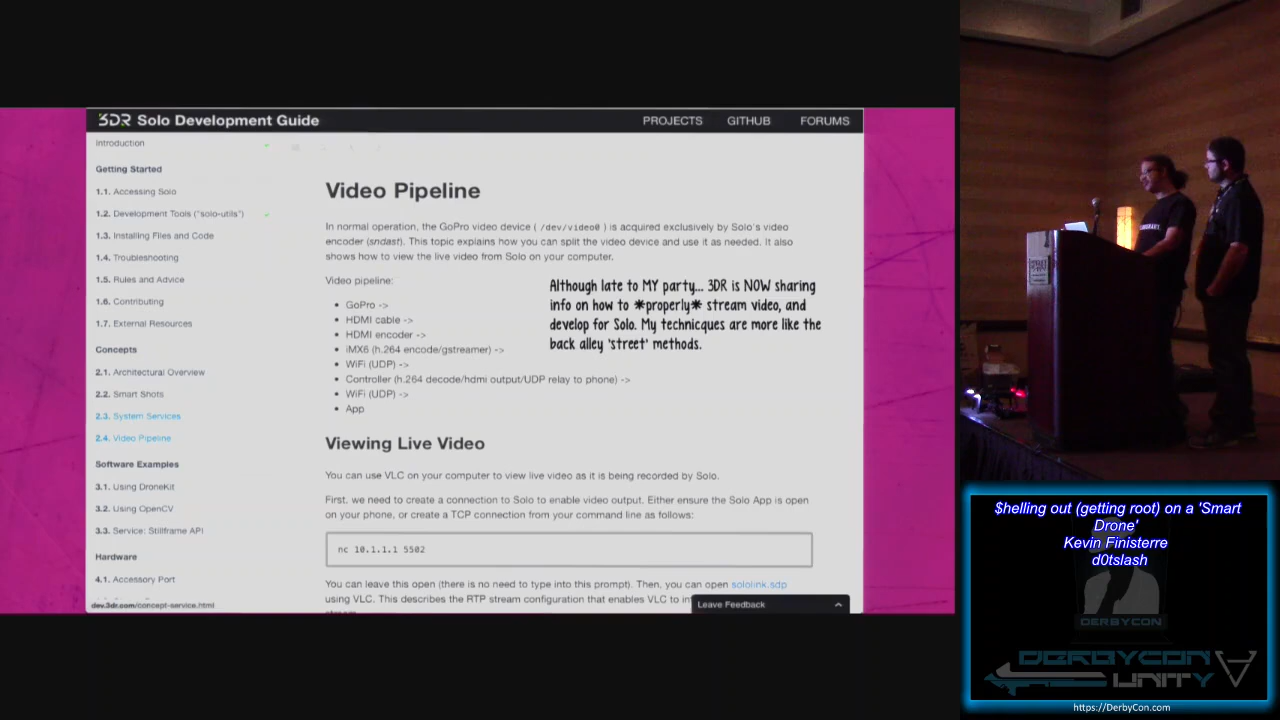 3DR Solo Development Guide
PROJECTS GITHUB FORUMS
Introduction
Getting Started
1.1. Accessing Solo
1.2. Development Tools ("solo-utils")
1.3. Installing Files and Code
1.4. Troubleshooting
1.5. Rules and Advice
1.6. Contributing
1.7. External Resources
Concepts
2.1. Architectural Overview
2.2. Smart Shots
2.3. System Services
2.4. Video Pipeline
Software Examples
3.1. Using DroneKit
3.2. Using OpenCV
3.3. Service: Stillframe API
Hardware
4.1. Accessory Port
dev.3dr.com/concept-service.html
Video Pipeline
In normal operation, the GoPro video device ( /dev/video0 ) is acquired exclusively by Solo's video
encoder (sndast). This topic explains how you can split the video device and use it as needed. It also
shows how to view the live video from Solo on your computer.
Video pipeline:
• GoPro ->
• HDMI cable ->
• HDMI encoder ->
• iMX6 (h.264 encode/gstreamer) ->
• WiFi (UDP) ->
• Controller (h.264 decode/hdmi output/UDP relay to phone) ->
• WiFi (UDP) ->
• App
Although late to MY party... 3DR is NOW sharing
info on how to *properly* stream video, and
develop for Solo. My technicques are more like the
back alley 'street' methods.
Viewing Live Video
You can use VLC on your computer to view live video as it is being recorded by Solo.
First, we need to create a connection to Solo to enable video output. Either ensure the Solo App is open
on your phone, or create a TCP connection from your command line as follows:
nc 10.1.1.1 5502
You can leave this open (there is no need to type into this prompt). Then, you can open sololink.sdp
using VLC. This describes the RTP stream configuration that enables VLC to
Leave Feedback
$helling out (getting root) on a 'Smart
Drone'
Kevin Finisterre
d0tslash
DERBYCON
DERBYCON
UNITY
https://DerbyCon.com